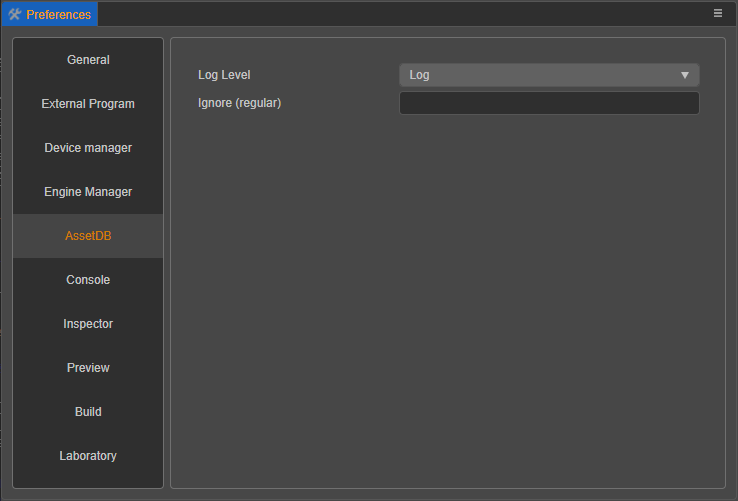 Preferences
General
External Program
Device manager
Engine Manager
AssetDB
Console
Inspector
Preview
Build
Laboratory
Log Level
Log
Ignore (regular)